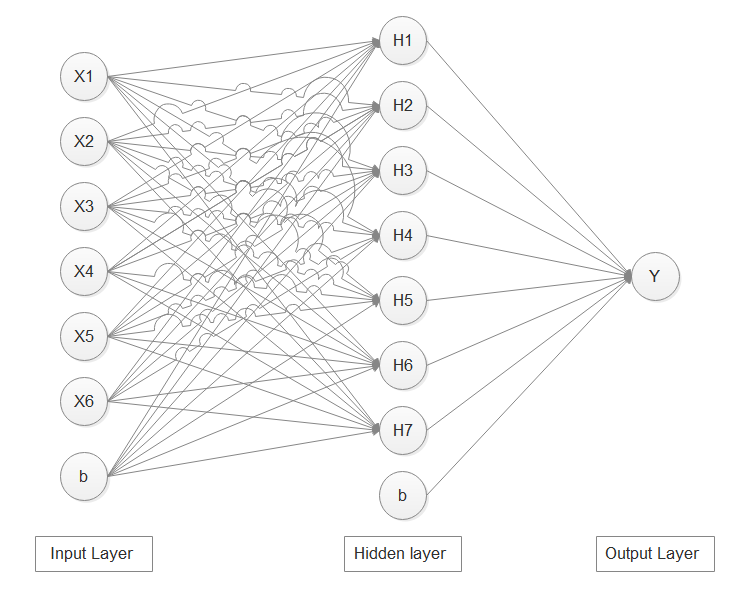 X1
X2
X3
X4
X5
X6
b
H1
H2
H3
H4
H5
H6
H7
b
Y
Input Layer
Hidden layer
Output Layer